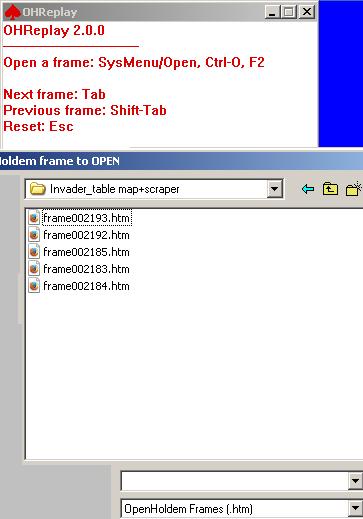 OHReplay
OHReplay 2.0.0
Open a frame: SysMenu/Open, Ctrl-O, F2
Next frame: Tab
Previous frame: Shift-Tab
Reset: Esc
Holdem frame to OPEN
Invader_table map+scraper
frame002193.htm
frame002192.htm
frame002185.htm
frame002183.htm
frame002184.htm
OpenHoldem Frames (.htm)